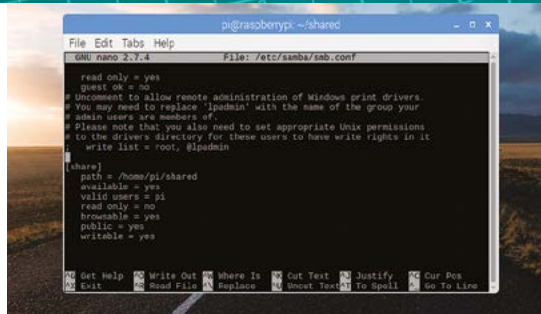 pi@raspberrypi: ~/shared
File Edit Tabs Help
GNU nano 2.7.4 File: /etc/samba/smb.conf
read only = yes
guest ok = no
# Uncomment to allow remote administration of Windows print drivers.
# You may need to replace 'lpadmin' with the name of the group your
# admin users are members of.
# Please note that you also need to set appropriate Unix permissions
# to the drivers directory for these users to have write rights in it
; write list = root, @lpadmin
[share]
path = /home/pi/shared
available = yes
valid users = pi
read only = no
browsable = yes
public = yes
writable = yes
^G Get Help ^O Write Out ^W Where Is ^K Cut Text ^J Justify ^C Cur Pos
^X Exit ^R Read File ^\ Replace ^U Uncut Text ^T To Spell ^_ Go To Line